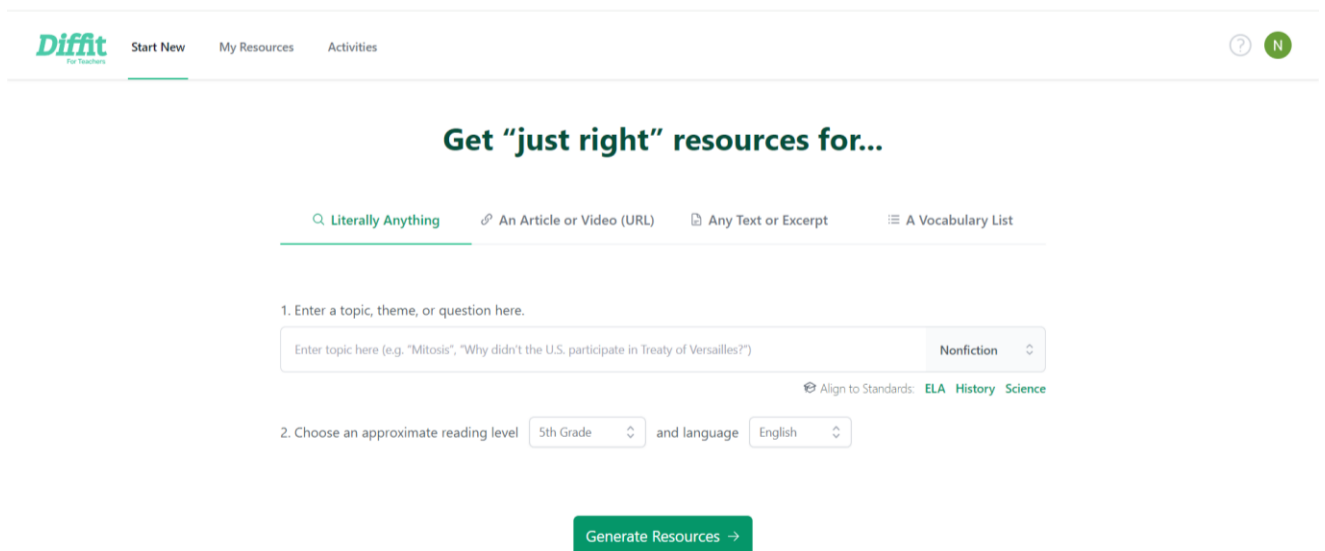 Diffit
For Teachers
Start New My Resources Activities
? N
Get “just right” resources for...
Literally Anything An Article or Video (URL) Any Text or Excerpt A Vocabulary List
1. Enter a topic, theme, or question here.
Enter topic here (e.g. "Mitosis", "Why didn't the U.S. participate in Treaty of Versailles?") Nonfiction
Align to Standards: ELA History Science
2. Choose an approximate reading level 5th Grade and language English
Generate Resources →